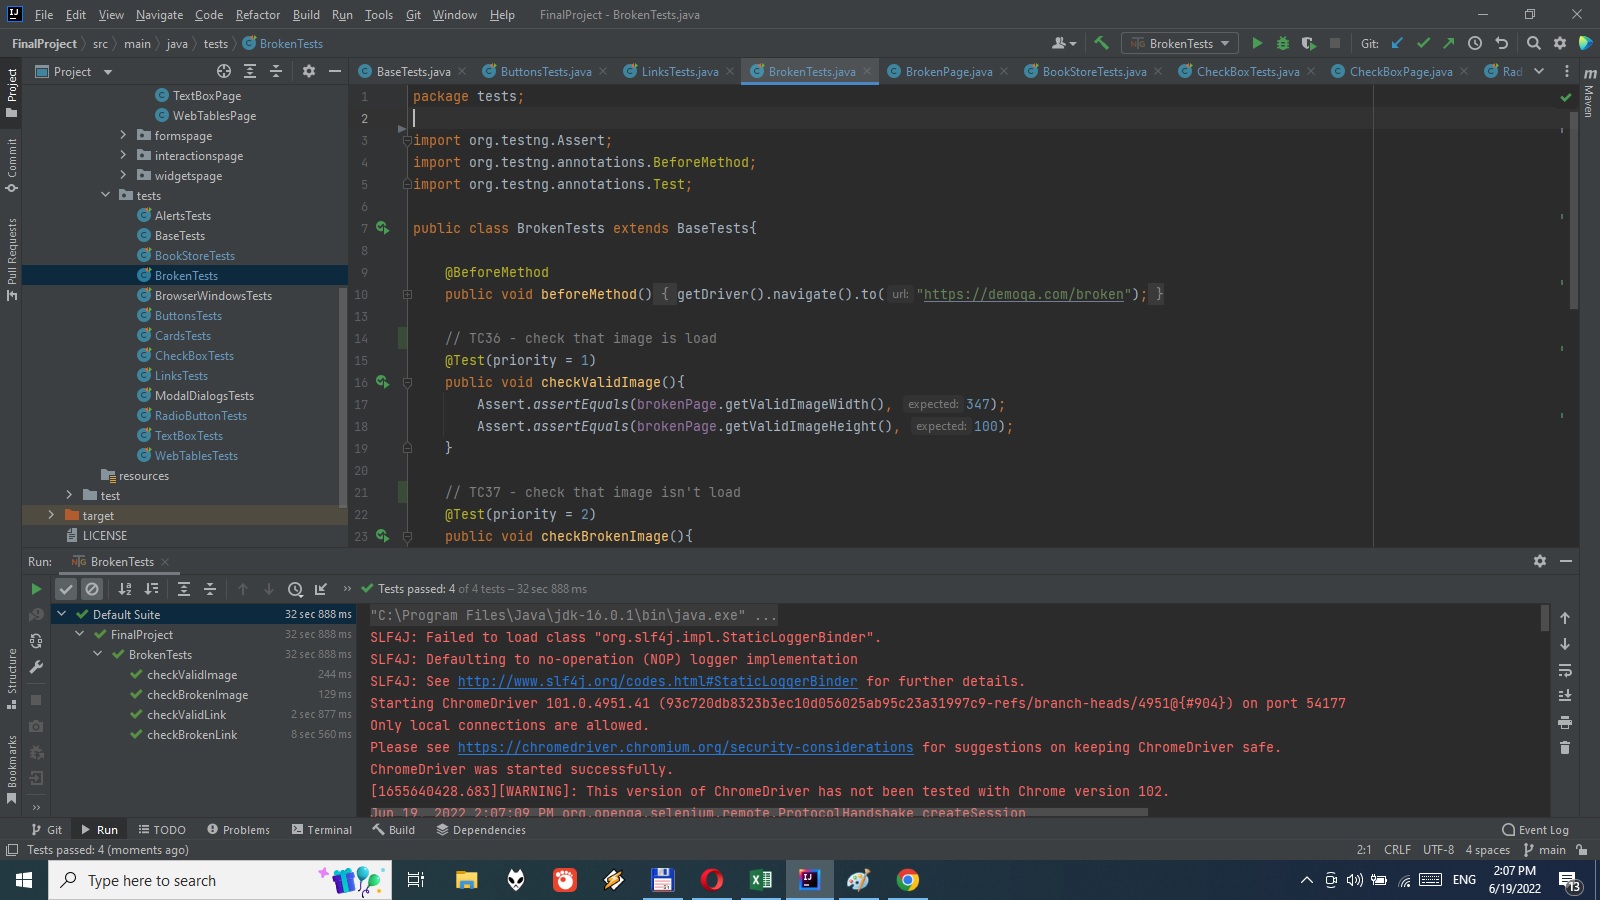 File Edit View Navigate Code Refactor Build Run Tools Git Window Help FinalProject - BrokenTests.java
FinalProject src main java tests BrokenTests BrokenTests Git:
Project
Project
Commit
Pull Requests
Structure
Bookmarks
Maven
TextBoxPage
WebTablesPage
formspage
interactionspage
widgetspage
tests
AlertsTests
BaseTests
BookStoreTests
BrokenTests
BrowserWindowsTests
ButtonsTests
CardsTests
CheckBoxTests
LinksTests
ModalDialogsTests
RadioButtonTests
TextBoxTests
WebTablesTests
resources
test
target
LICENSE
BaseTests.java ButtonsTests.java LinksTests.java BrokenTests.java BrokenPage.java BookStoreTests.java CheckBoxTests.java CheckBoxPage.java Rad
1 package tests;
2
3 import org.testng.Assert;
4 import org.testng.annotations.BeforeMethod;
5 import org.testng.annotations.Test;
6
7 public class BrokenTests extends BaseTests{
8
9 @BeforeMethod
10 public void beforeMethod() { getDriver().navigate().to( url: "https://demoqa.com/broken"); }
13
14 // TC36 - check that image is load
15 @Test(priority = 1)
16 public void checkValidImage(){
17 Assert.assertEquals(brokenPage.getValidImageWidth(), expected: 347);
18 Assert.assertEquals(brokenPage.getValidImageHeight(), expected: 100);
19 }
20
21 // TC37 - check that image isn't load
22 @Test(priority = 2)
23 public void checkBrokenImage(){
Run: BrokenTests
Tests passed: 4 of 4 tests – 32 sec 888 ms
Default Suite 32 sec 888 ms
FinalProject 32 sec 888 ms
BrokenTests 32 sec 888 ms
checkValidImage 244 ms
checkBrokenImage 129 ms
checkValidLink 2 sec 877 ms
checkBrokenLink 8 sec 560 ms
"C:\Program Files\Java\jdk-16.0.1\bin\java.exe" ...
SLF4J: Failed to load class "org.slf4j.impl.StaticLoggerBinder".
SLF4J: Defaulting to no-operation (NOP) logger implementation
SLF4J: See http://www.slf4j.org/codes.html#StaticLoggerBinder for further details.
Starting ChromeDriver 101.0.4951.41 (93c720db8323b3ec10d056025ab95c23a31997c9-refs/branch-heads/4951@{#904}) on port 54177
Only local connections are allowed.
Please see https://chromedriver.chromium.org/security-considerations for suggestions on keeping ChromeDriver safe.
ChromeDriver was started successfully.
[1655640428.683][WARNING]: This version of ChromeDriver has not been tested with Chrome version 102.
Jun 19, 2022 2:07:09 PM org.openqa.selenium.remote.ProtocolHandshake createSession
Git Run TODO Problems Terminal Build Dependencies Event Log
Tests passed: 4 (moments ago) 2:1 CRLF UTF-8 4 spaces main
Type here to search
ENG
2:07 PM
6/19/2022
13